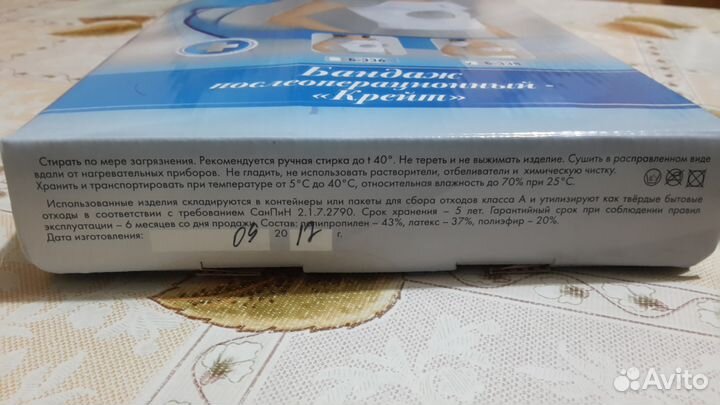 Б-336
Б-338
Бандаж
послеоперационный -
«Крейт»
Стирать по мере загрязнения. Рекомендуется ручная стирка до t 40°. Не тереть и не выжимать изделие. Сушить в расправленном виде
вдали от нагревательных приборов. Не гладить, не использовать растворители, отбеливатели и химическую чистку.
Хранить и транспортировать при температуре от 5°С до 40°С, относительная влажность до 70% при 25°С.
Использованные изделия складируются в контейнеры или пакеты для сбора отходов класса А и утилизируют как твёрдые бытовые
отходы в соответствии с требованием СанПиН 2.1.7.2790. Срок хранения – 5 лет. Гарантийный срок при соблюдении правил
эксплуатации – 6 месяцев со дня продажи. Состав: полипропилен – 43%, латекс – 37%, полиэфир – 20%.
Дата изготовления: 04 20 17 г.
Avito